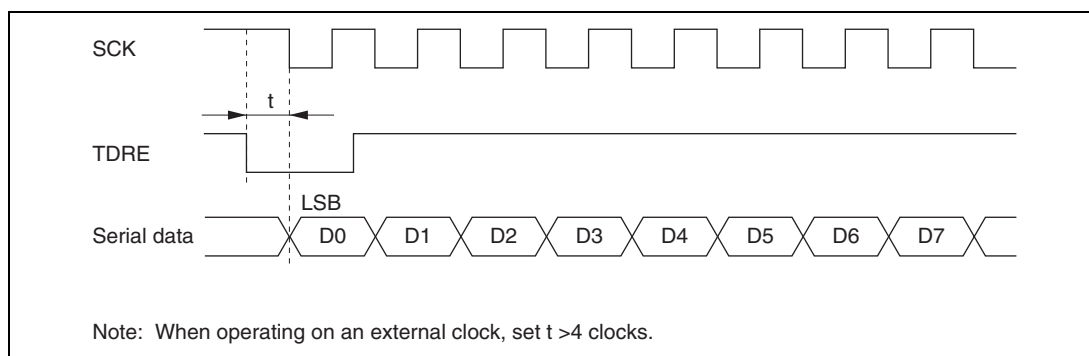 SCK
t
TDRE
LSB
Serial data D0 D1 D2 D3 D4 D5 D6 D7
Note: When operating on an external clock, set t >4 clocks.